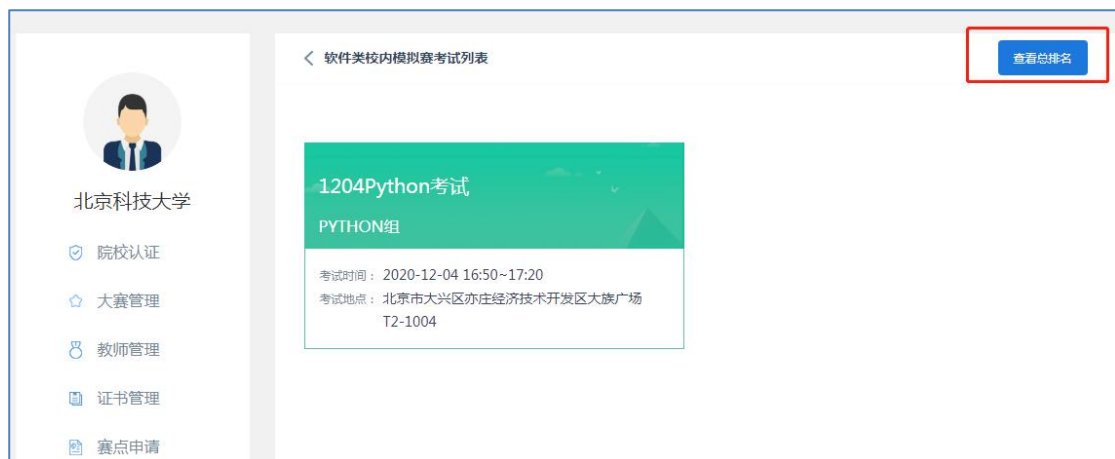 软件类校内模拟赛考试列表
查看总排名
北京科技大学
院校认证
大赛管理
教师管理
证书管理
赛点申请
1204Python考试
PYTHON组
考试时间： 2020-12-04 16:50~17:20
考试地点： 北京市大兴区亦庄经济技术开发区大族广场
T2-1004